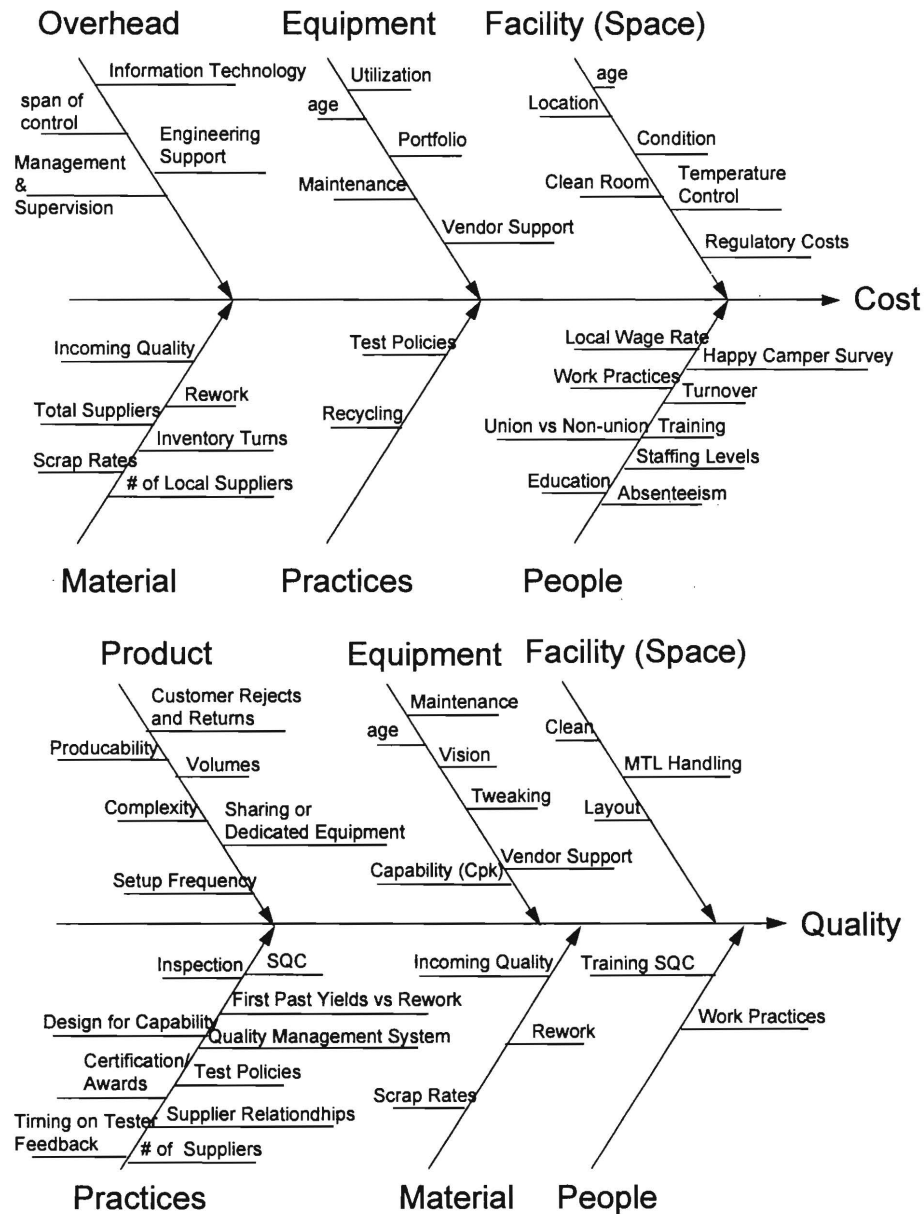 Overhead
Equipment
Facility (Space)
Information Technology
span of
control
Engineering
Support
Management
&
Supervision
Utilization
age
Portfolio
Maintenance
Vendor Support
age
Location
Condition
Clean Room
Temperature
Control
Regulatory Costs
Cost
Incoming Quality
Rework
Total Suppliers
Inventory Turns
Scrap Rates
# of Local Suppliers
Test Policies
Recycling
Local Wage Rate
Happy Camper Survey
Work Practices
Turnover
Union vs Non-union
Training
Staffing Levels
Education
Absenteeism
Material
Practices
People
Product
Equipment
Facility (Space)
Customer Rejects
and Returns
Producability
Volumes
Complexity
Sharing or
Dedicated Equipment
Setup Frequency
Maintenance
age
Vision
Tweaking
Vendor Support
Capability (Cpk)
Clean
MTL Handling
Layout
Quality
Inspection
SQC
First Past Yields vs Rework
Design for Capability
Quality Management System
Certification/
Awards
Test Policies
Supplier Relationdhips
Timing on Tester
Feedback
# of Suppliers
Incoming Quality
Rework
Scrap Rates
Training SQC
Work Practices
Practices
Material
People